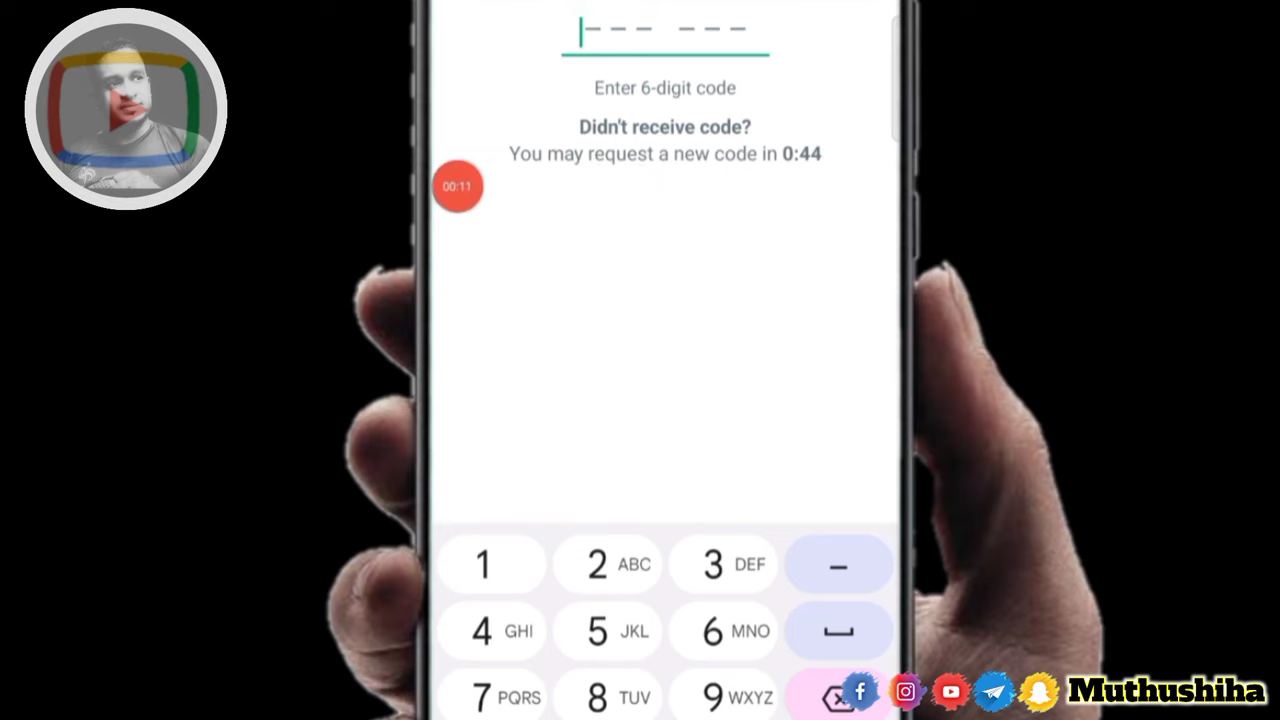 Enter 6-digit code
Didn't receive code?
You may request a new code in 0:44
00:11
1
2 ABC
3 DEF
–
4 GHI
5 JKL
6 MNO
7 PQRS
8 TUV
9 WXYZ
Muthushiha